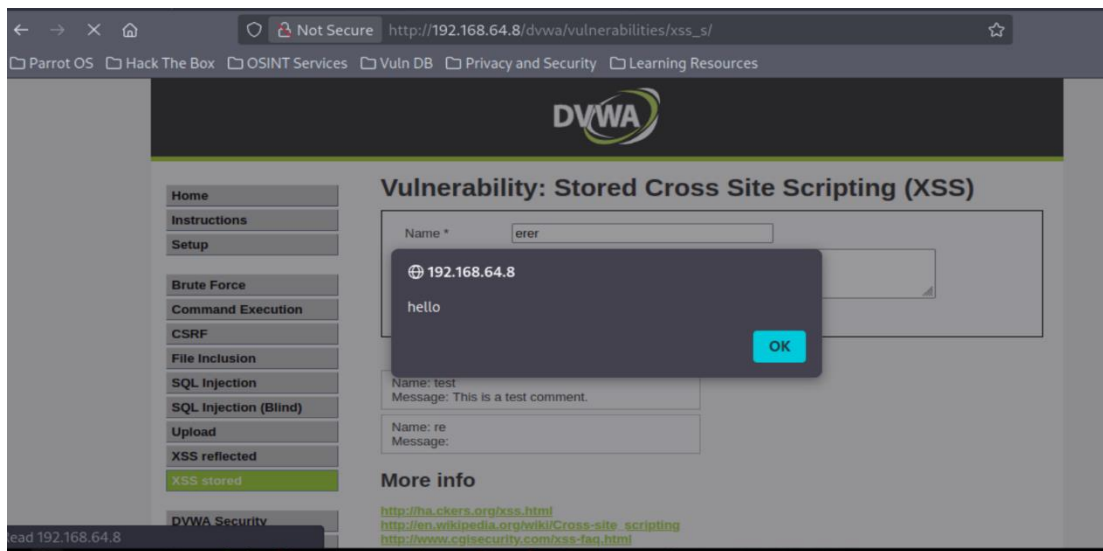 Not Secure http://192.168.64.8/dvwa/vulnerabilities/xss_s/
Parrot OS Hack The Box OSINT Services Vuln DB Privacy and Security Learning Resources
DVWA
Vulnerability: Stored Cross Site Scripting (XSS)
Home
Instructions
Setup
Brute Force
Command Execution
CSRF
File Inclusion
SQL Injection
SQL Injection (Blind)
Upload
XSS reflected
XSS stored
DVWA Security
Name * erer
192.168.64.8
hello
OK
Name: test
Message: This is a test comment.
Name: re
Message:
More info
http://ha.ckers.org/xss.html
http://en.wikipedia.org/wiki/Cross-site_scripting
http://www.cgisecurity.com/xss-faq.html
192.168.64.8